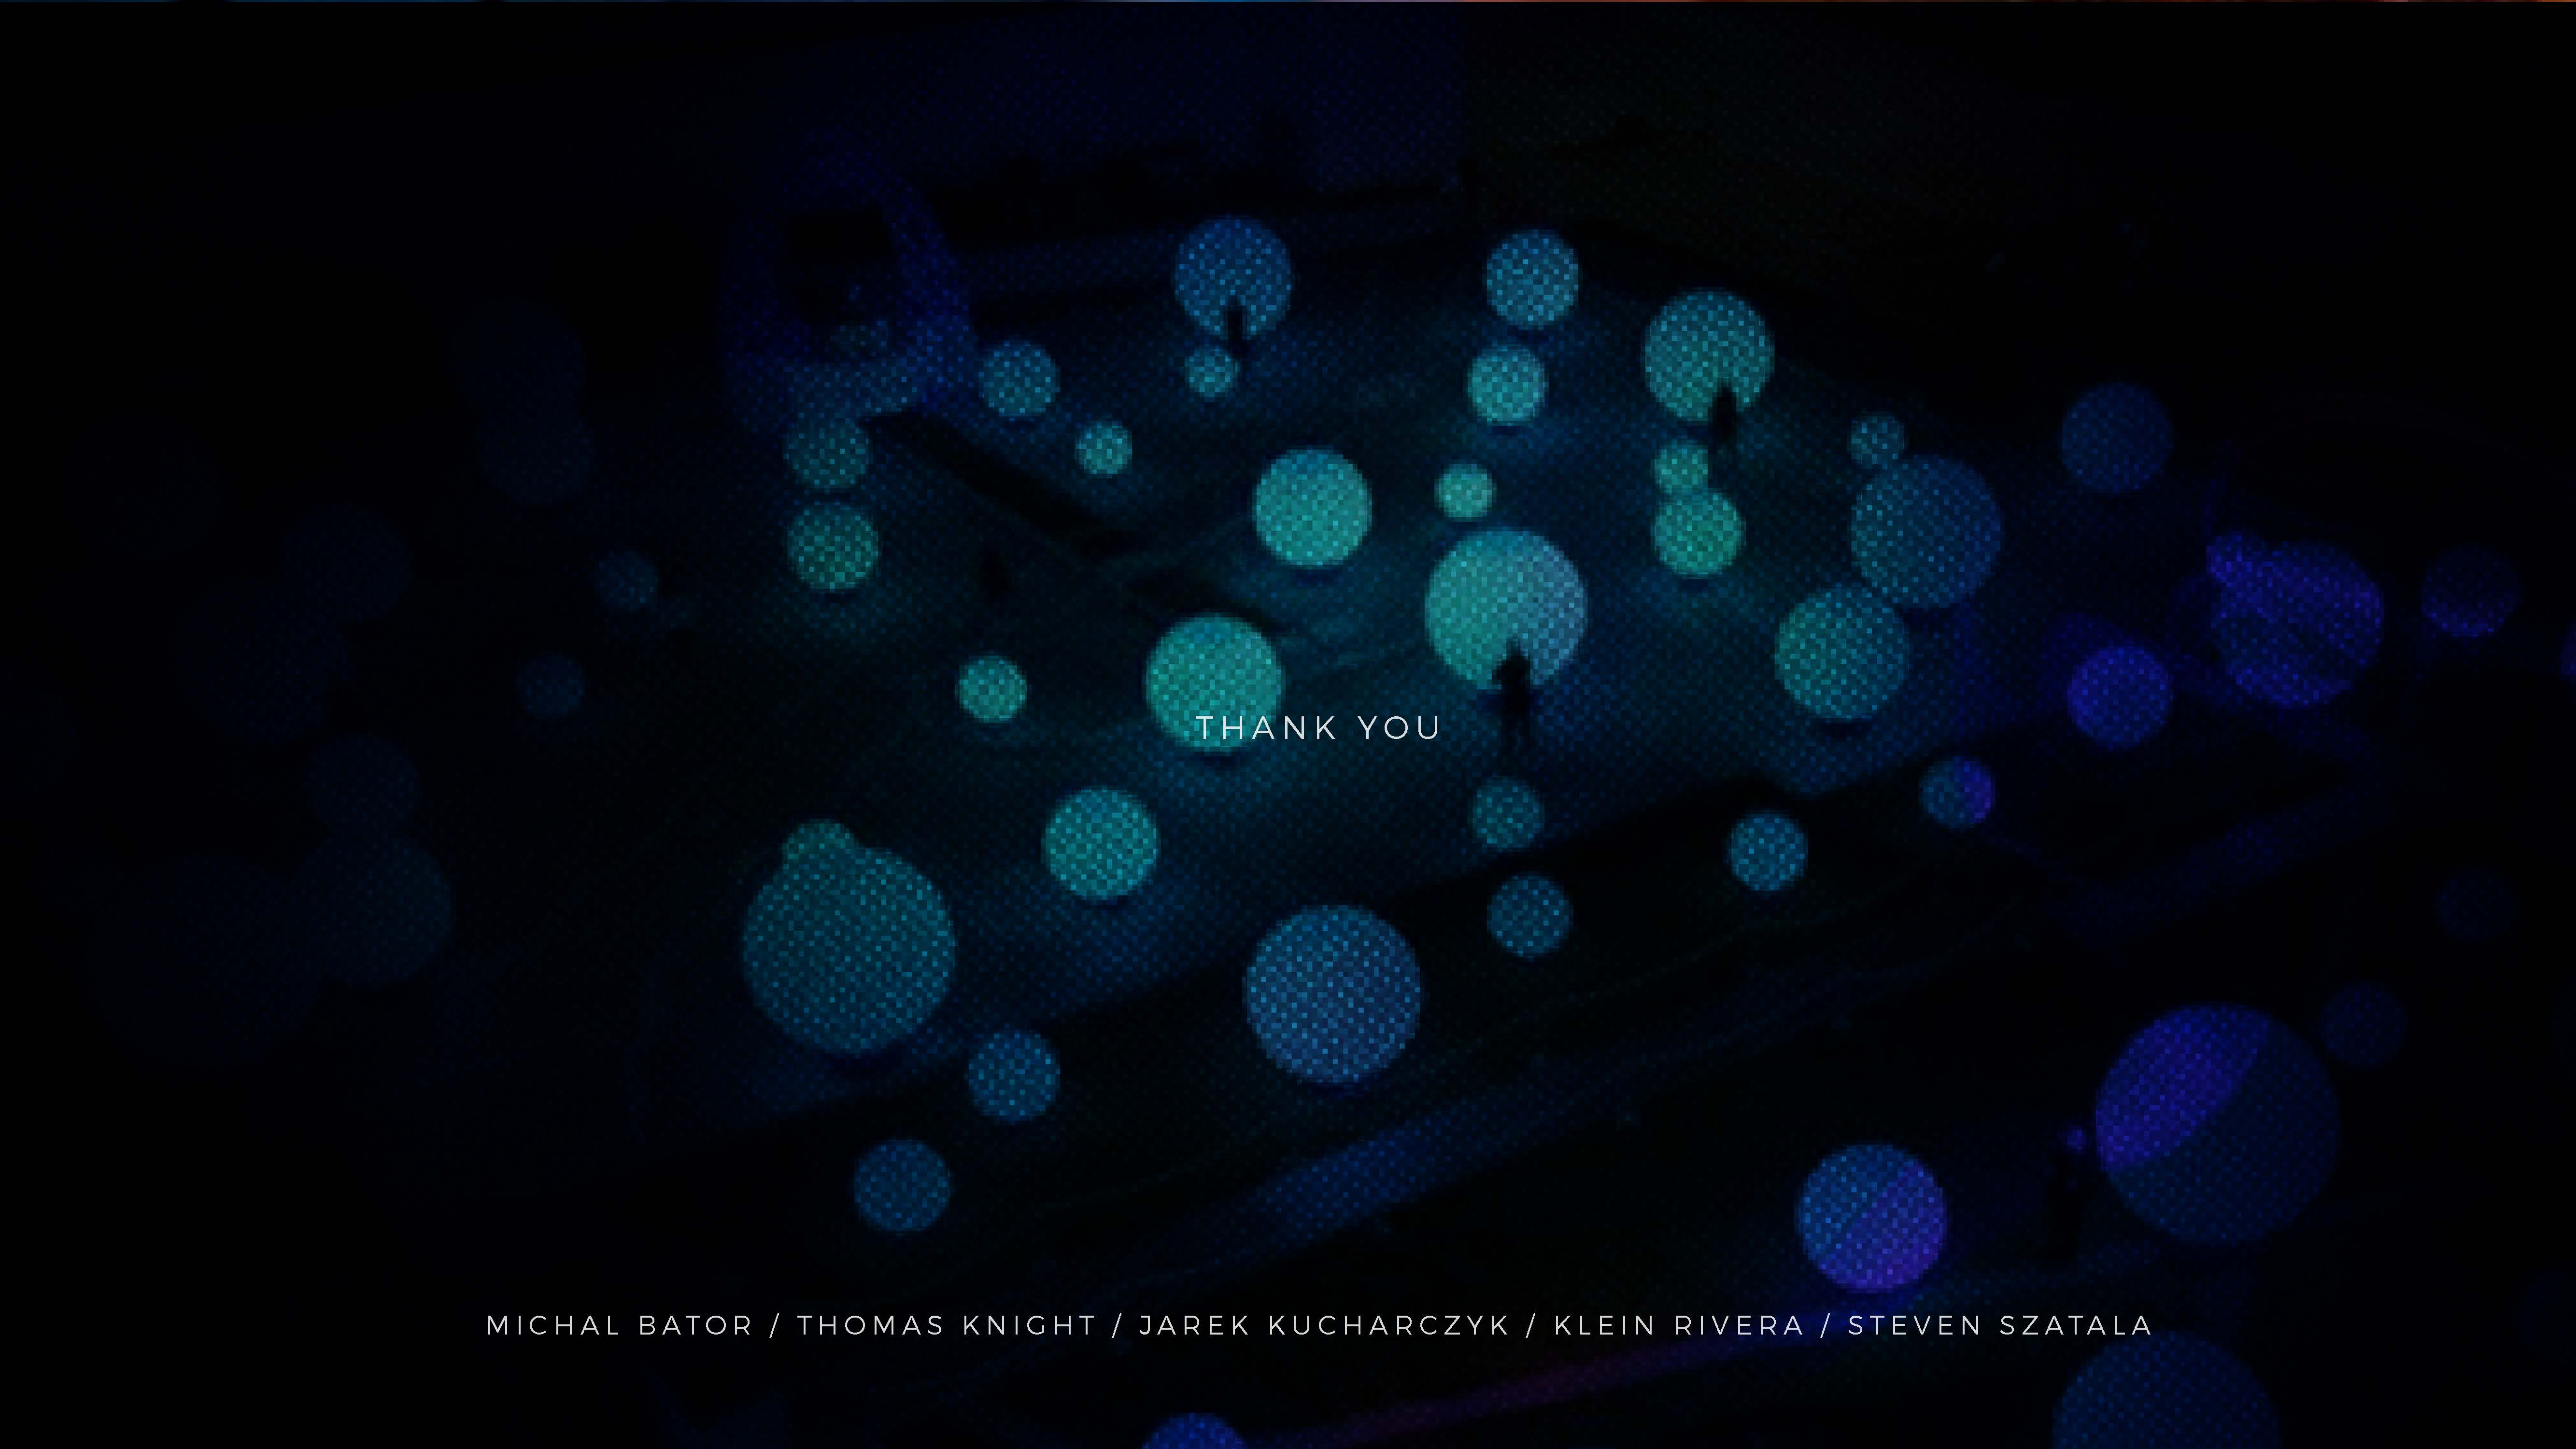 THANK YOU
MICHAL BATOR / THOMAS KNIGHT / JAREK KUCHARCZYK / KLEIN RIVERA / STEVEN SZATALA